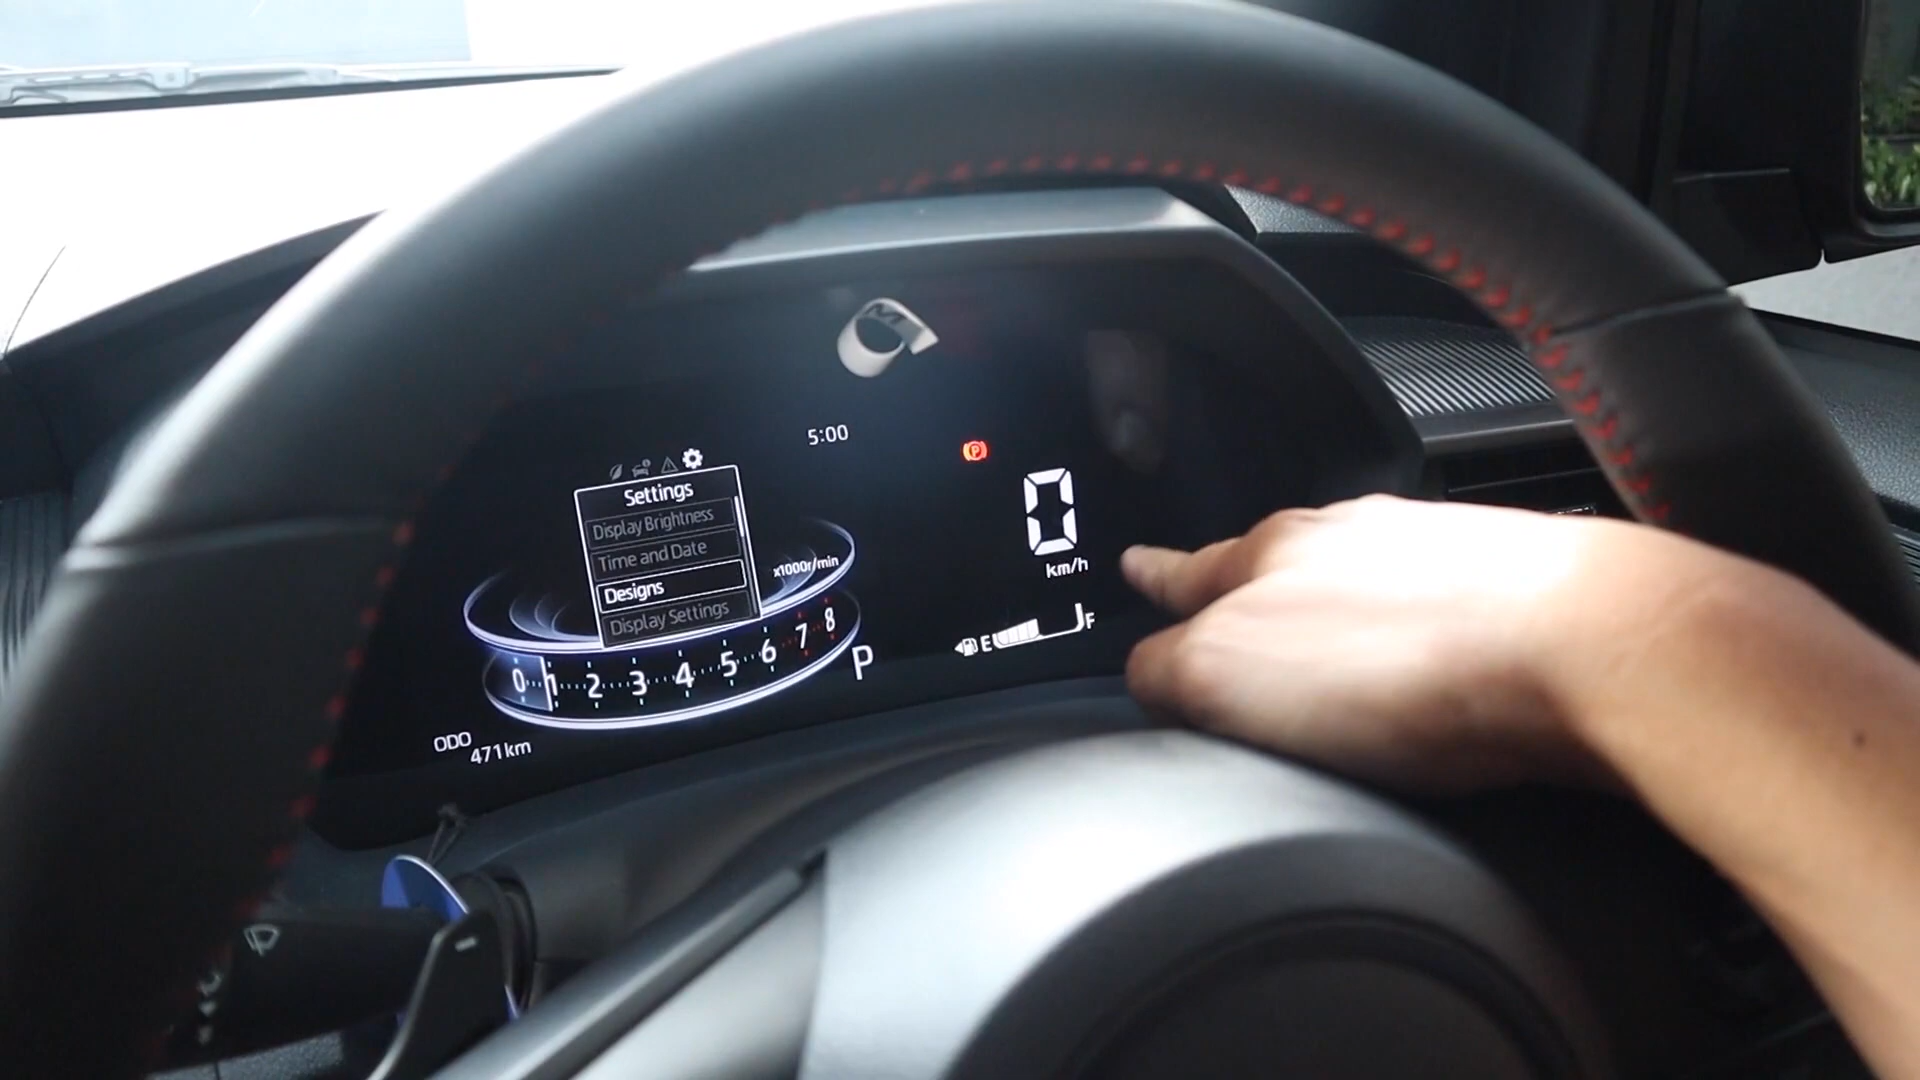 5:00
Settings
Display Brightness
Time and Date
Designs
Display Settings
x1000r/min
0 1 2 3 4 5 6 7 8
P
ODO
471km
P
0
km/h
E F